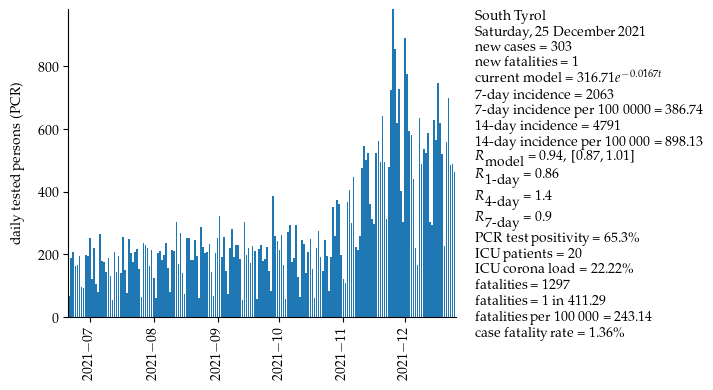 South Tyrol
Saturday, 25 December 2021
new cases = 303
new fatalities = 1
current model = 316.71e^{−0.0167t}
7-day incidence = 2063
7-day incidence per 100 0000 = 386.74
14-day incidence = 4791
14-day incidence per 100 000 = 898.13
R_model = 0.94, [0.87, 1.01]
R_1-day = 0.86
R_4-day = 1.4
R_7-day = 0.9
PCR test positivity = 65.3%
ICU patients = 20
ICU corona load = 22.22%
fatalities = 1297
fatalities = 1 in 411.29
fatalities per 100 000 = 243.14
case fatality rate = 1.36%
daily tested persons (PCR)
800
600
400
200
0
2021−07
2021−08
2021−09
2021−10
2021−11
2021−12